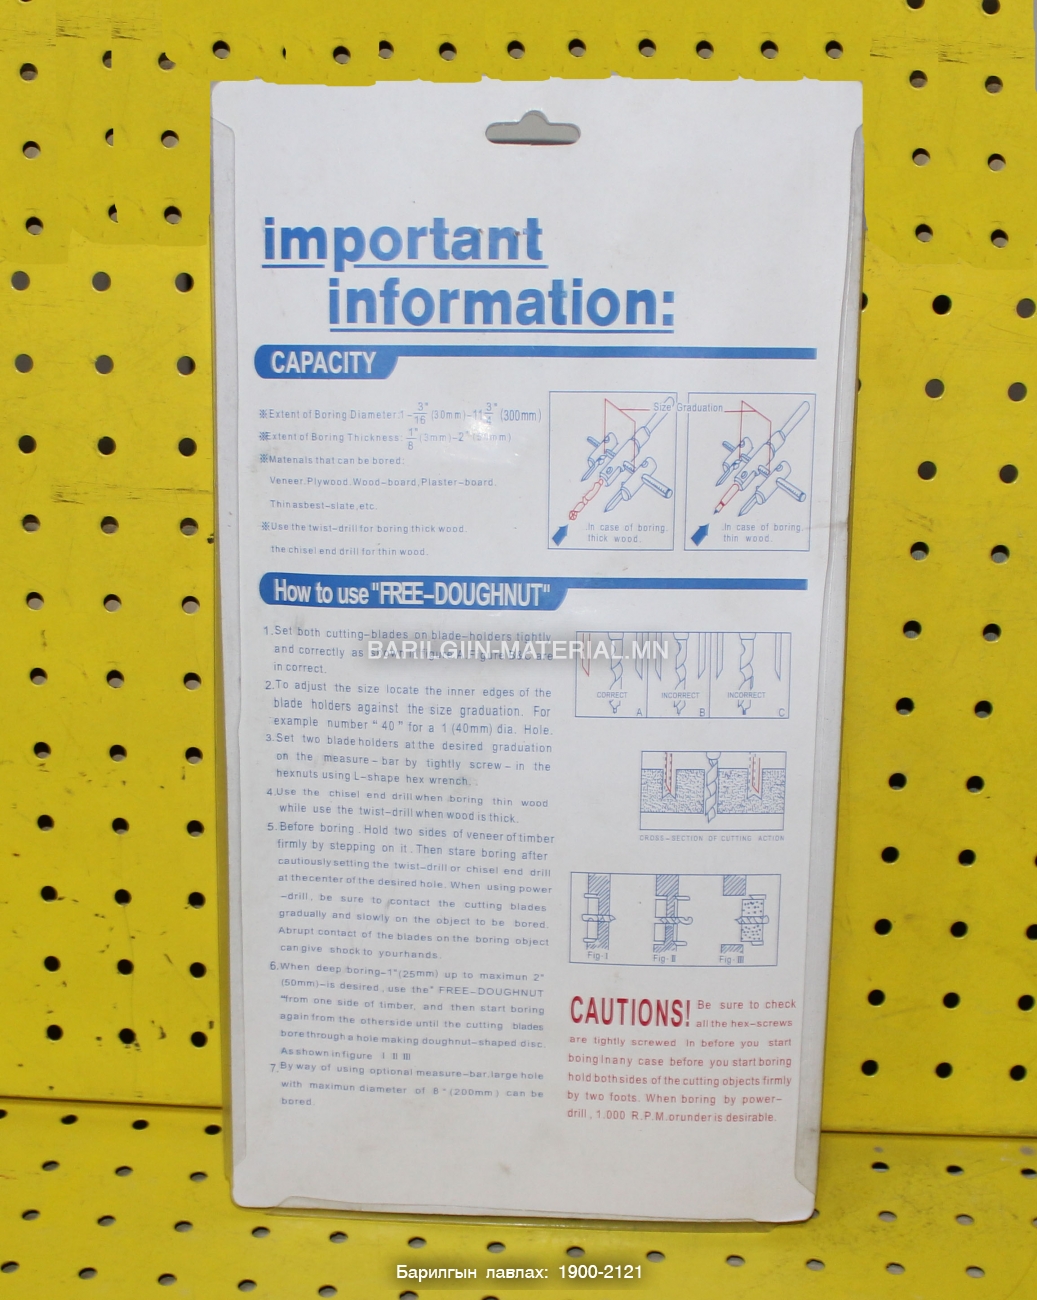 important
information:
CAPACITY
※Extent of Boring Diameter:1-3/16"(30mm)-11 3/4"(300mm)
※Extent of Boring Thickness: 1/8"(3mm)-2"
※Materials that can be bored:
Veneer.Plywood.Wood-board,Plaster-board.
Thinasbest-slate,etc.
※Use the twist-drill for boring thick wood.
the chisel end drill for thin wood.
Size Graduation
In case of boring.
thick wood.
In case of boring.
thin wood.
How to use "FREE-DOUGHNUT"
1.Set both cutting-blades on blade-holders tightly
and correctly as are
in correct.
2.To adjust the size locate the inner edges of the
blade holders against the size graduation. For
example number "40" for a 1 (40mm) dia. Hole.
3.Set two bladeholders at the desired graduation
on the measure-bar by tightly screw-in the
hexnuts using L-shape hex wrench.
4.Use the chisel end drill when boring thin wood
while use the twist-drill when wood is thick.
5.Before boring. Hold two sides of veneer of timber
firmly by stepping on it. Then stare boring after
cautiously setting the twist-drill or chisel end drill
at thecenter of the desired hole. When using power
-drill, be sure to contact the cutting blades
gradually and slowly on the object to be bored.
Abrupt contact of the blades on the boring object
can give shock to yourhands.
6.When deep boring-1"(25mm) up to maximun 2"
(50mm)-is desired, use the" FREE-DOUGHNUT
"from one side of timber, and then start boring
again from the otherside until the cutting blades
bore through a hole making doughnut-shaped disc.
As shown in figure Ⅰ Ⅱ Ⅲ
7.By way of using optional measure-bar.large hole
with maximun diameter of 8"(200mm) can be
bored.
CORRECT A
INCORRECT B
INCORRECT C
CROSS-SECTION OF CUTTING ACTION
Fig-Ⅰ Fig-Ⅱ Fig-Ⅲ
CAUTIONS! Be sure to check
all the hex-screws
are tightly screwed In before you start
boingInany case before you start boring
hold bothsides of the cutting objects firmly
by two foots. When boring by power-
drill, 1.000 R.P.M.orunder is desirable.
BARILGIIN-MATERIAL.MN
Барилгын лавлах: 1900-2121